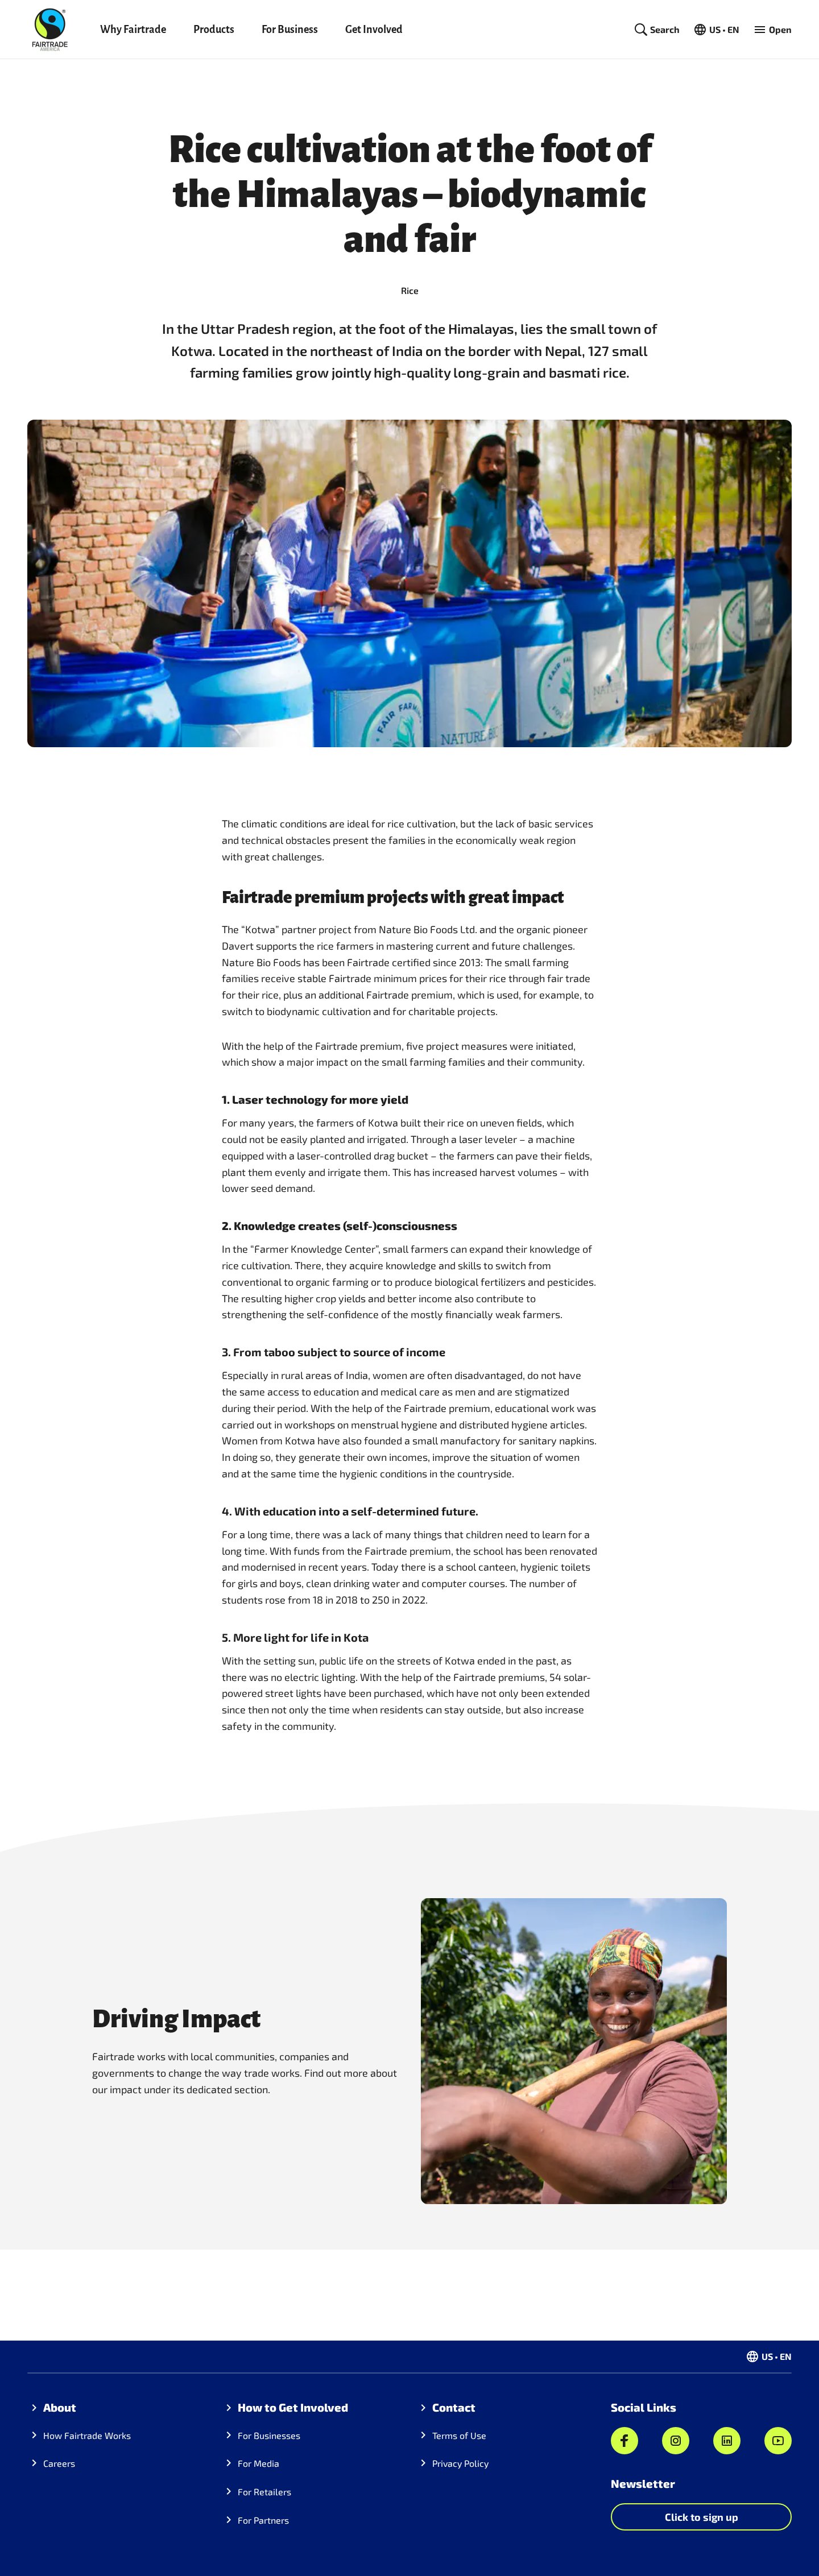 FAIRTRADE
AMERICA
Why Fairtrade
Products
For Business
Get Involved
Search
US • EN
Open
Rice cultivation at the foot of
the Himalayas – biodynamic
and fair
Rice
In the Uttar Pradesh region, at the foot of the Himalayas, lies the small town of
Kotwa. Located in the northeast of India on the border with Nepal, 127 small
farming families grow jointly high-quality long-grain and basmati rice.
FAIR FARM
NATURE BIO
The climatic conditions are ideal for rice cultivation, but the lack of basic services
and technical obstacles present the families in the economically weak region
with great challenges.
Fairtrade premium projects with great impact
The “Kotwa” partner project from Nature Bio Foods Ltd. and the organic pioneer
Davert supports the rice farmers in mastering current and future challenges.
Nature Bio Foods has been Fairtrade certified since 2013: The small farming
families receive stable Fairtrade minimum prices for their rice through fair trade
for their rice, plus an additional Fairtrade premium, which is used, for example, to
switch to biodynamic cultivation and for charitable projects.
With the help of the Fairtrade premium, five project measures were initiated,
which show a major impact on the small farming families and their community.
1. Laser technology for more yield
For many years, the farmers of Kotwa built their rice on uneven fields, which
could not be easily planted and irrigated. Through a laser leveler – a machine
equipped with a laser-controlled drag bucket – the farmers can pave their fields,
plant them evenly and irrigate them. This has increased harvest volumes – with
lower seed demand.
2. Knowledge creates (self-)consciousness
In the “Farmer Knowledge Center”, small farmers can expand their knowledge of
rice cultivation. There, they acquire knowledge and skills to switch from
conventional to organic farming or to produce biological fertilizers and pesticides.
The resulting higher crop yields and better income also contribute to
strengthening the self-confidence of the mostly financially weak farmers.
3. From taboo subject to source of income
Especially in rural areas of India, women are often disadvantaged, do not have
the same access to education and medical care as men and are stigmatized
during their period. With the help of the Fairtrade premium, educational work was
carried out in workshops on menstrual hygiene and distributed hygiene articles.
Women from Kotwa have also founded a small manufactory for sanitary napkins.
In doing so, they generate their own incomes, improve the situation of women
and at the same time the hygienic conditions in the countryside.
4. With education into a self-determined future.
For a long time, there was a lack of many things that children need to learn for a
long time. With funds from the Fairtrade premium, the school has been renovated
and modernised in recent years. Today there is a school canteen, hygienic toilets
for girls and boys, clean drinking water and computer courses. The number of
students rose from 18 in 2018 to 250 in 2022.
5. More light for life in Kota
With the setting sun, public life on the streets of Kotwa ended in the past, as
there was no electric lighting. With the help of the Fairtrade premiums, 54 solar-
powered street lights have been purchased, which have not only been extended
since then not only the time when residents can stay outside, but also increase
safety in the community.
Driving Impact
Fairtrade works with local communities, companies and
governments to change the way trade works. Find out more about
our impact under its dedicated section.
US • EN
About
How Fairtrade Works
Careers
How to Get Involved
For Businesses
For Media
For Retailers
For Partners
Contact
Terms of Use
Privacy Policy
Social Links
Newsletter
Click to sign up